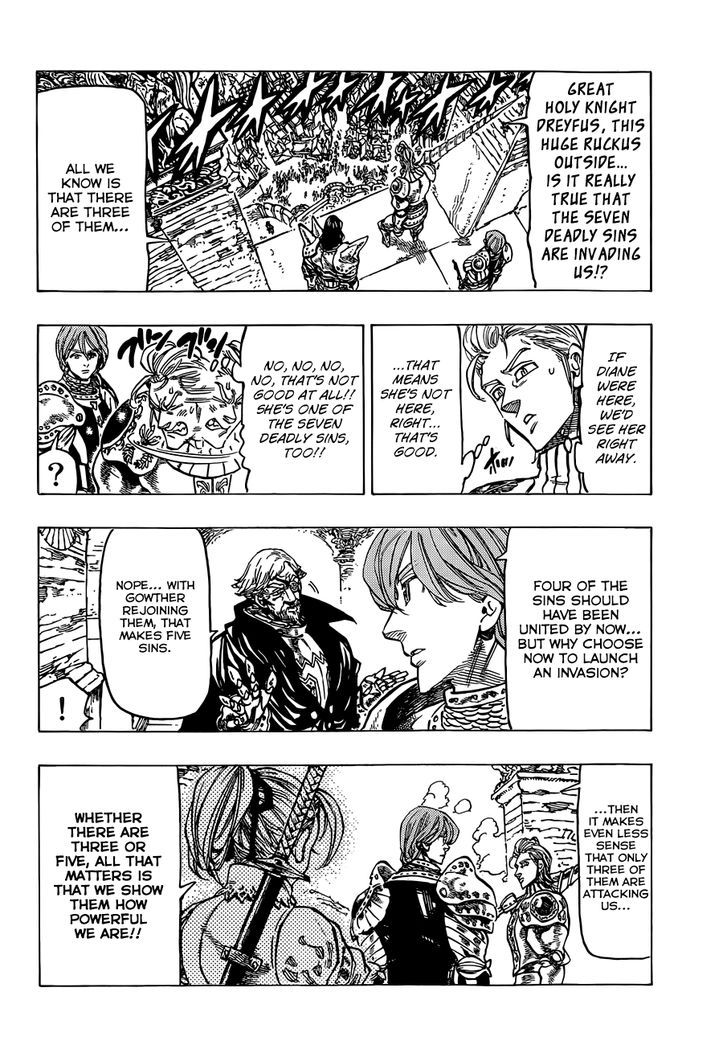 GREAT
HOLY KNIGHT
DREYFUS, THIS
HUGE RUCKUS
OUTSIDE...
IS IT REALLY
TRUE THAT
THE SEVEN
DEADLY SINS
ARE INVADING
US!?
ALL WE
KNOW IS
THAT THERE
ARE THREE
OF THEM...
IF
DIANE
WERE
HERE,
WE'D
SEE HER
RIGHT
AWAY.
...THAT
MEANS
SHE'S NOT
HERE,
RIGHT...
THAT'S
GOOD.
NO, NO, NO,
NO, THAT'S NOT
GOOD AT ALL!!
SHE'S ONE OF
THE SEVEN
DEADLY SINS,
TOO!!
?
FOUR OF THE
SINS SHOULD
HAVE BEEN
UNITED BY NOW...
BUT WHY CHOOSE
NOW TO LAUNCH
AN INVASION?
NOPE... WITH
GOWTHER
REJOINING
THEM, THAT
MAKES FIVE
SINS.
!
...THEN
IT MAKES
EVEN LESS
SENSE
THAT ONLY
THREE OF
THEM ARE
ATTACKING
US...
WHETHER
THERE ARE
THREE OR
FIVE, ALL THAT
MATTERS IS
THAT WE SHOW
THEM HOW
POWERFUL
WE ARE!!